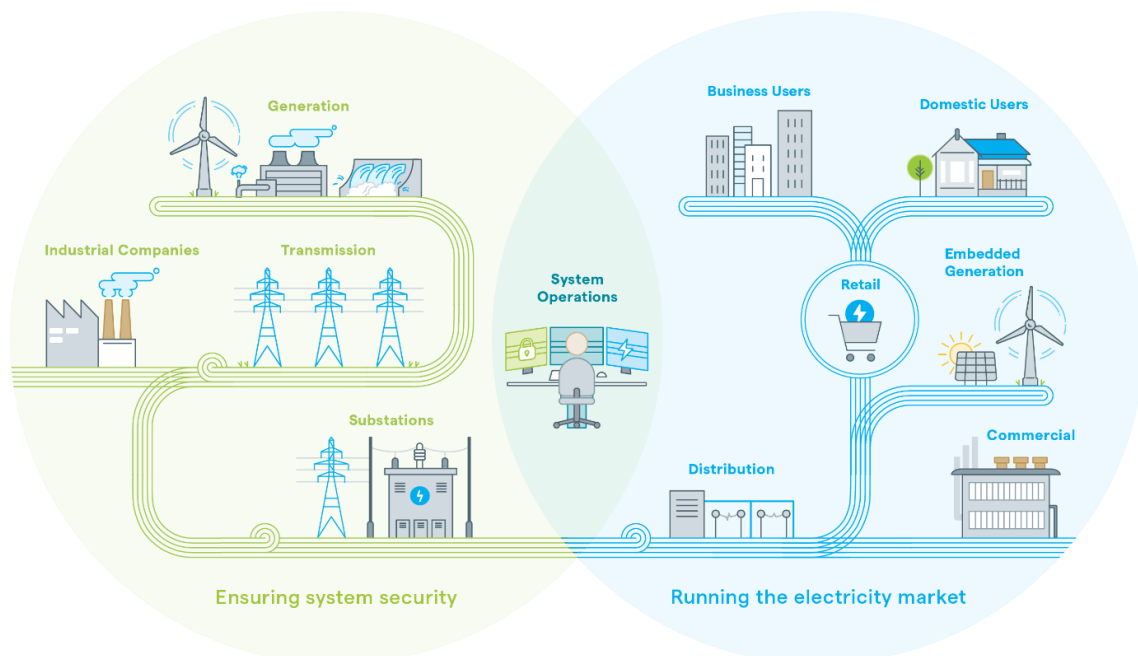 Generation
Industrial Companies
Transmission
Substations
Ensuring system security
System
Operations
Business Users
Domestic Users
Retail
Embedded
Generation
Distribution
Commercial
Running the electricity market